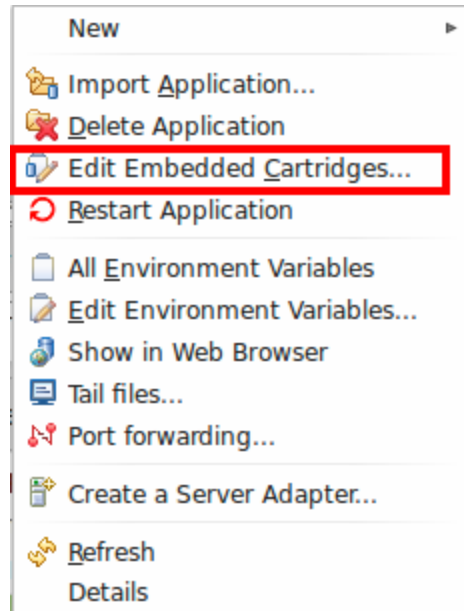 New
Import Application...
Delete Application
Edit Embedded Cartridges...
Restart Application
All Environment Variables
Edit Environment Variables...
Show in Web Browser
Tail files...
Port forwarding...
Create a Server Adapter...
Refresh
Details